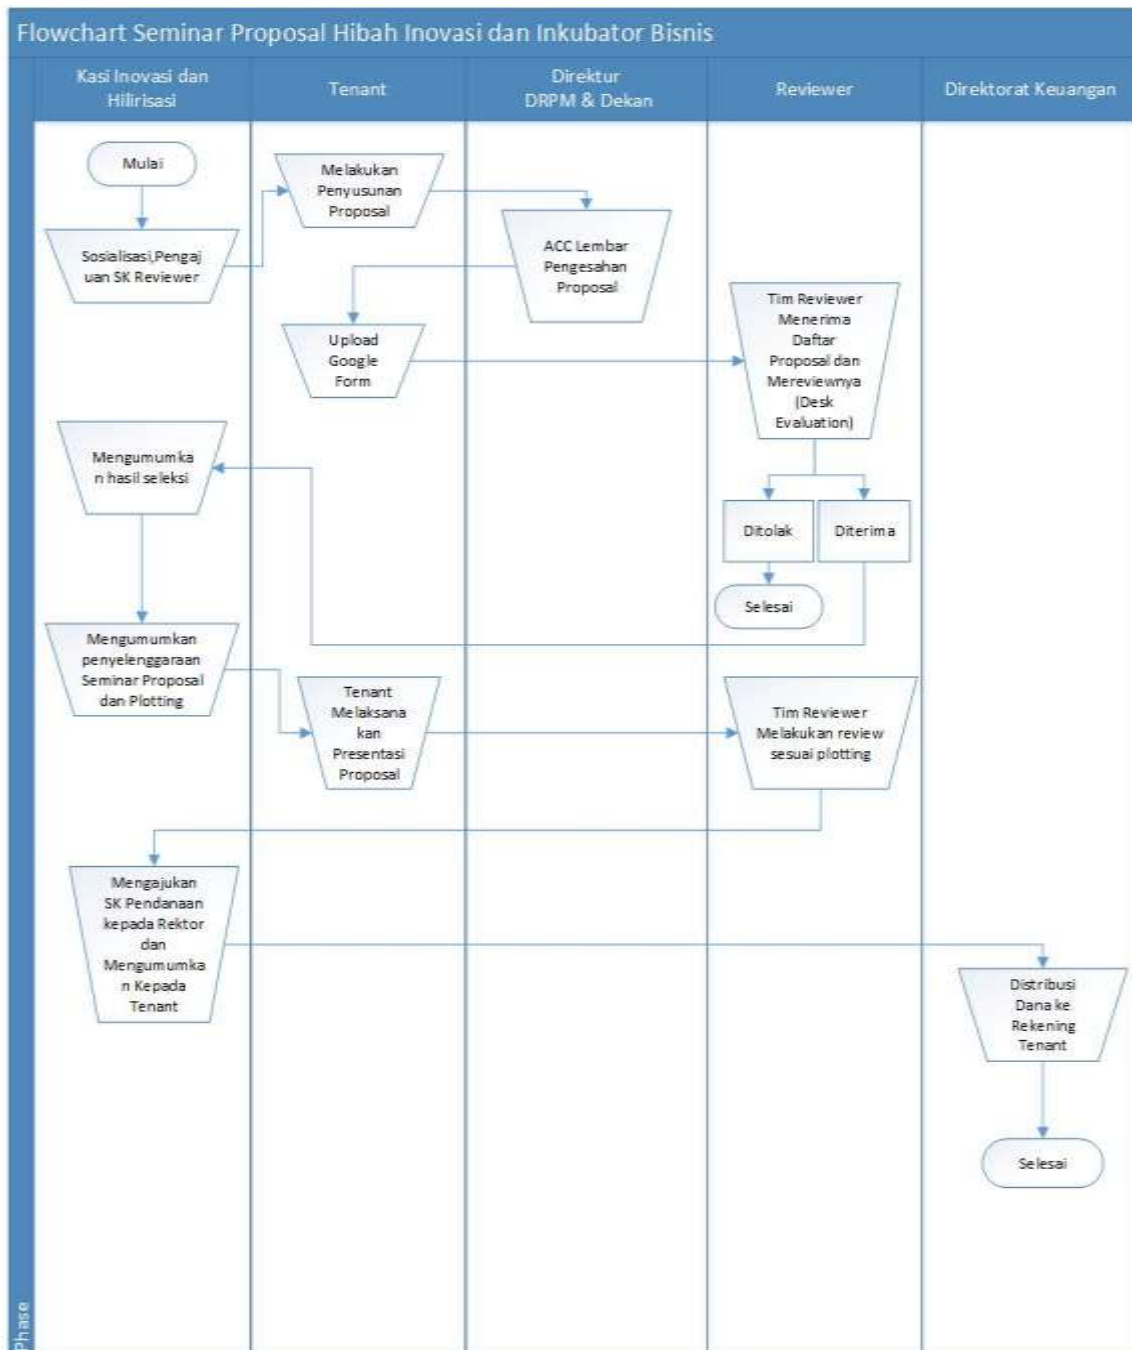 Flowchart Seminar Proposal Hibah Inovasi dan Inkubator Bisnis
Kasi Inovasi dan
Hilirisasi
Tenant
Direktur
DRPM & Dekan
Reviewer
Direktorat Keuangan
Mulai
Melakukan
Penyusunan
Proposal
Sosialisasi,Pengaj
uan SK Reviewer
ACC Lembar
Pengesahan
Proposal
Upload
Google
Form
Tim Reviewer
Menerima
Daftar
Proposal dan
Mereviewnya
(Desk
Evaluation)
Mengumumka
n hasil seleksi
Ditolak
Diterima
Selesai
Mengumumkan
penyelenggaraan
Seminar Proposal
dan Plotting
Tenant
Melaksana
kan
Presentasi
Proposal
Tim Reviewer
Melakukan review
sesuai plotting
Mengajukan
SK Pendanaan
kepada Rektor
dan
Mengumumka
n Kepada
Tenant
Distribusi
Dana ke
Rekening
Tenant
Selesai
Phase